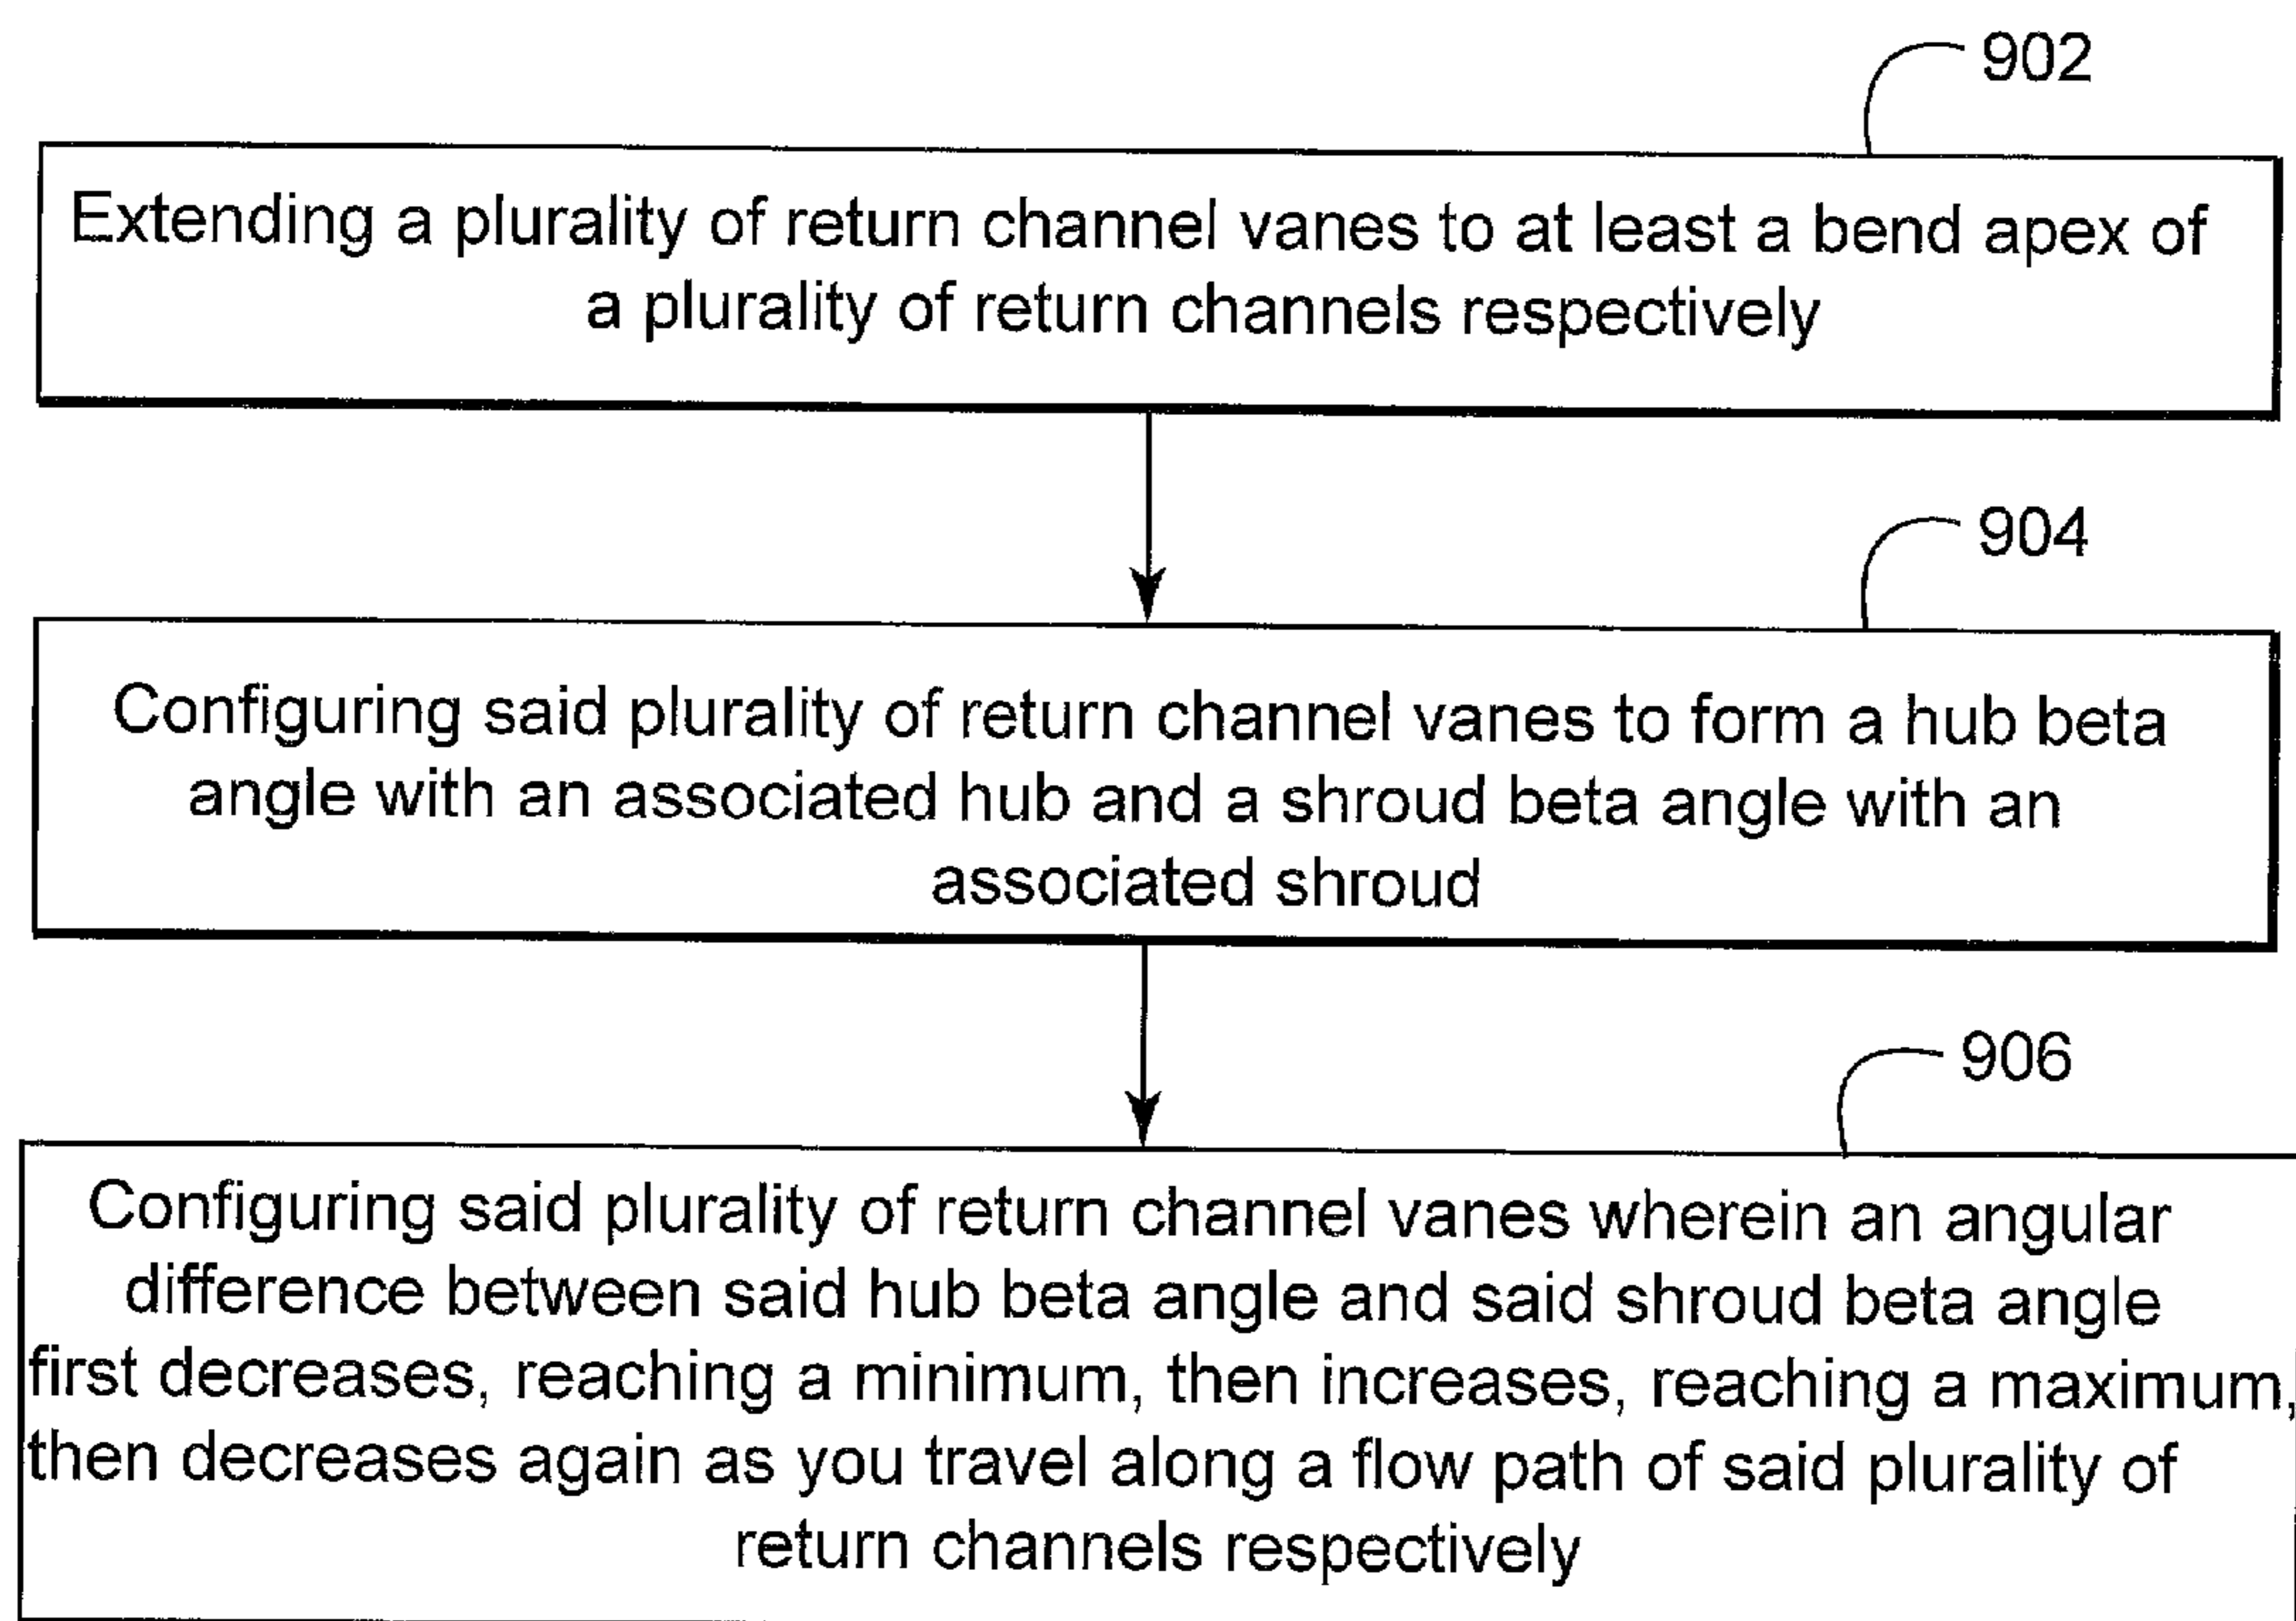 902
Extending a plurality of return channel vanes to at least a bend apex of
a plurality of return channels respectively
904
Configuring said plurality of return channel vanes to form a hub beta
angle with an associated hub and a shroud beta angle with an
associated shroud
906
Configuring said plurality of return channel vanes wherein an angular
difference between said hub beta angle and said shroud beta angle
first decreases, reaching a minimum, then increases, reaching a maximum,
then decreases again as you travel along a flow path of said plurality of
return channels respectively